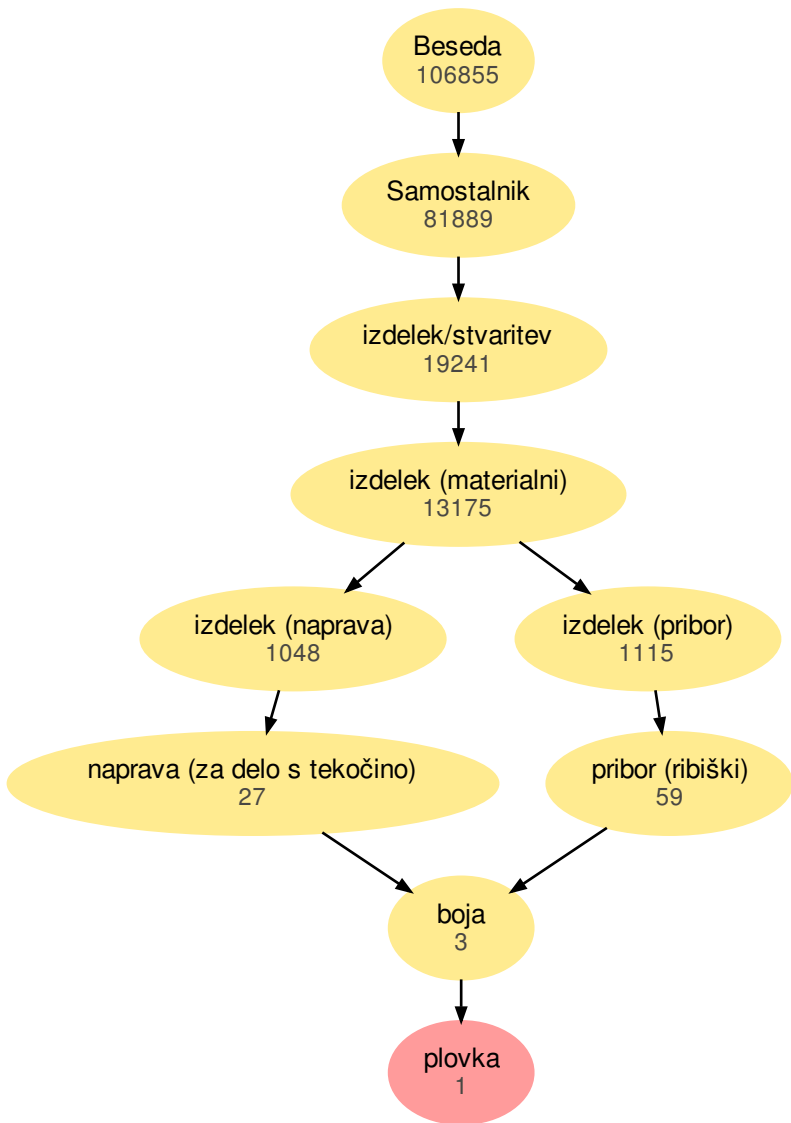 Beseda
106855
Samostalnik
81889
izdelek/stvaritev
19241
izdelek (materialni)
13175
izdelek (naprava)
1048
izdelek (pribor)
1115
naprava (za delo s tekočino)
27
pribor (ribiški)
59
boja
3
plovka
1